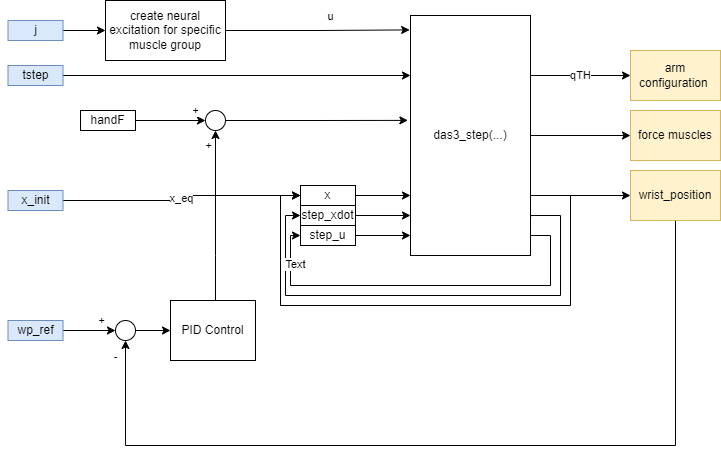 j
create neural
excitation for specific
muscle group
u
tstep
qTH
arm
configuration
handF
+
+
das3_step(...)
force muscles
x_init
x_eq
x
step_xdot
step_u
Text
wrist_position
wp_ref
+
-
PID Control